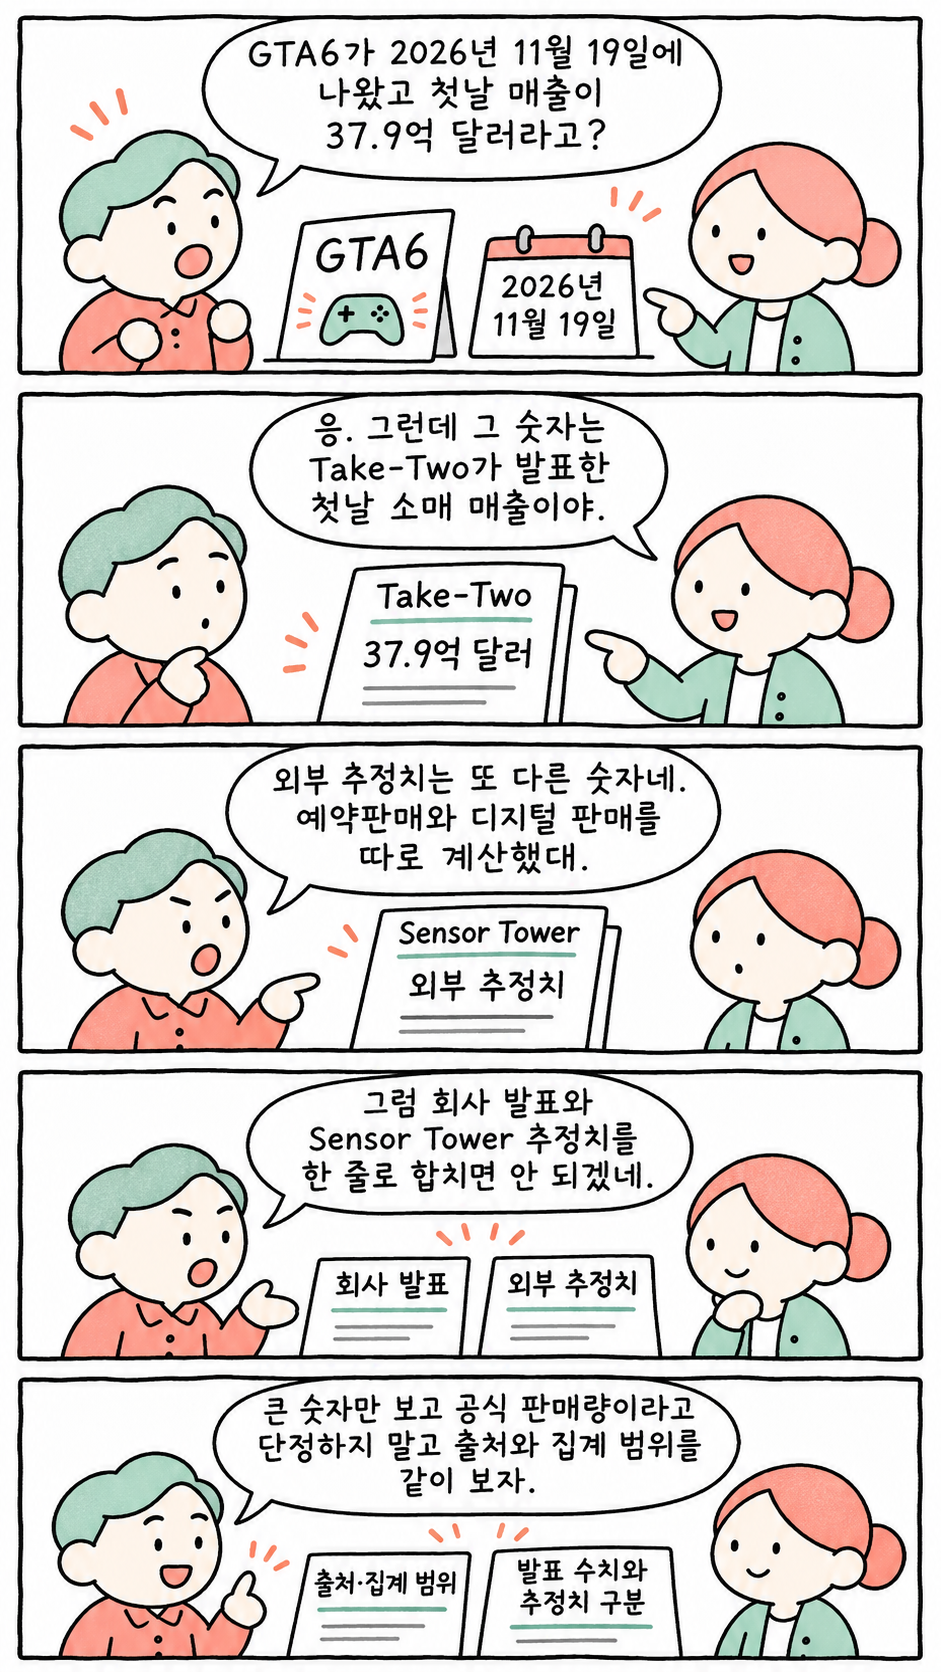 GTA6가 2026년 11월 19일에
나왔고 첫날 매출이
37.9억 달러라고?
GTA6
2026년
11월 19일
응. 그런데 그 숫자는
Take-Two가 발표한
첫날 소매 매출이야.
Take-Two
37.9억 달러
외부 추정치는 또 다른 숫자네.
예약판매와 디지털 판매를
따로 계산했대.
Sensor Tower
외부 추정치
그럼 회사 발표와
Sensor Tower 추정치를
한 줄로 합치면 안 되겠네.
회사 발표
외부 추정치
큰 숫자만 보고 공식 판매량이라고
단정하지 말고 출처와 집계 범위를
같이 보자.
출처·집계 범위
발표 수치와
추정치 구분